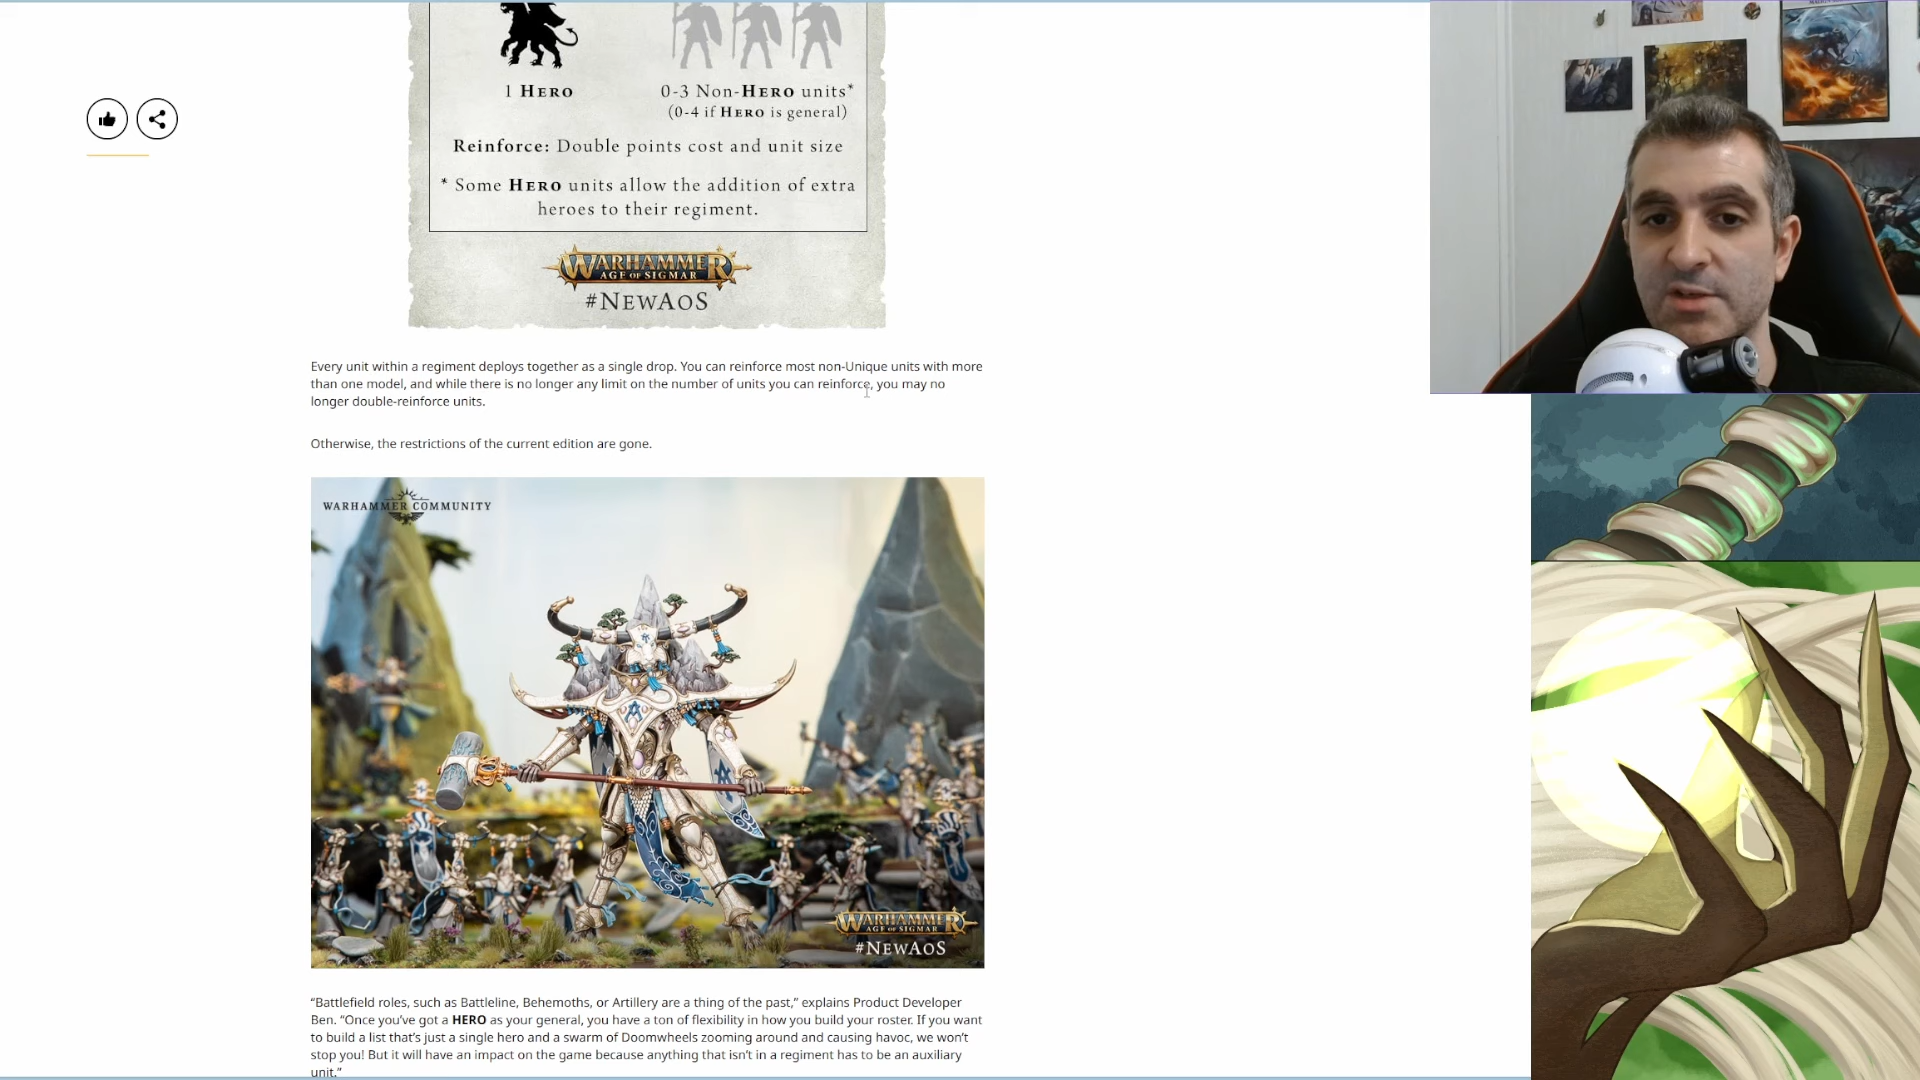 1 HERO
0-3 Non-HERO units*
(0-4 if HERO is general)
Reinforce: Double points cost and unit size
* Some HERO units allow the addition of extra
heroes to their regiment.
WARHAMMER
AGE OF SIGMAR
#NEWAOS
Every unit within a regiment deploys together as a single drop. You can reinforce most non-Unique units with more
than one model, and while there is no longer any limit on the number of units you can reinforce, you may no
longer double-reinforce units.
Otherwise, the restrictions of the current edition are gone.
WARHAMMER COMMUNITY
WARHAMMER
AGE OF SIGMAR
#NEWAOS
“Battlefield roles, such as Battleline, Behemoths, or Artillery are a thing of the past,” explains Product Developer
Ben. “Once you’ve got a HERO as your general, you have a ton of flexibility in how you build your roster. If you want
to build a list that’s just a single hero and a swarm of Doomwheels zooming around and causing havoc, we won’t
stop you! But it will have an impact on the game because anything that isn’t in a regiment has to be an auxiliary
unit.”